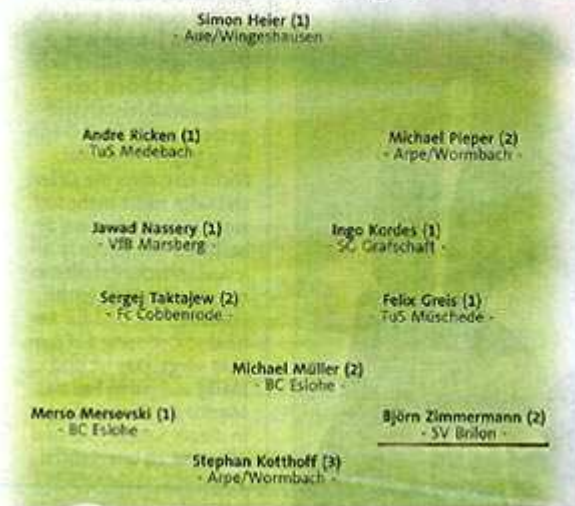 Simon Heier (1)
- Aue/Wingeshausen -
Andre Ricken (1)
- TuS Medebach -
Michael Pieper (2)
- Arpe/Wormbach -
Jawad Nassery (1)
- VfB Marsberg -
Ingo Kordes (1)
- SG Grafschaft -
Sergej Taktajew (2)
- FC Cobbenrode -
Felix Greis (1)
- TuS Müschede -
Michael Müller (2)
- BC Eslohe -
Merso Mersovski (1)
- BC Eslohe -
Björn Zimmermann (2)
- SV Brilon -
Stephan Kotthoff (3)
- Arpe/Wormbach -